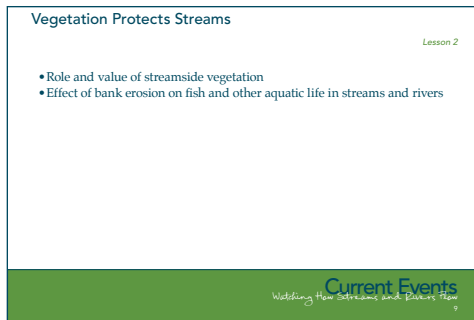 Vegetation Protects Streams
Lesson 2
• Role and value of streamside vegetation
• Effect of bank erosion on fish and other aquatic life in streams and rivers
Current Events
Watching How Streams and Rivers Flow
9